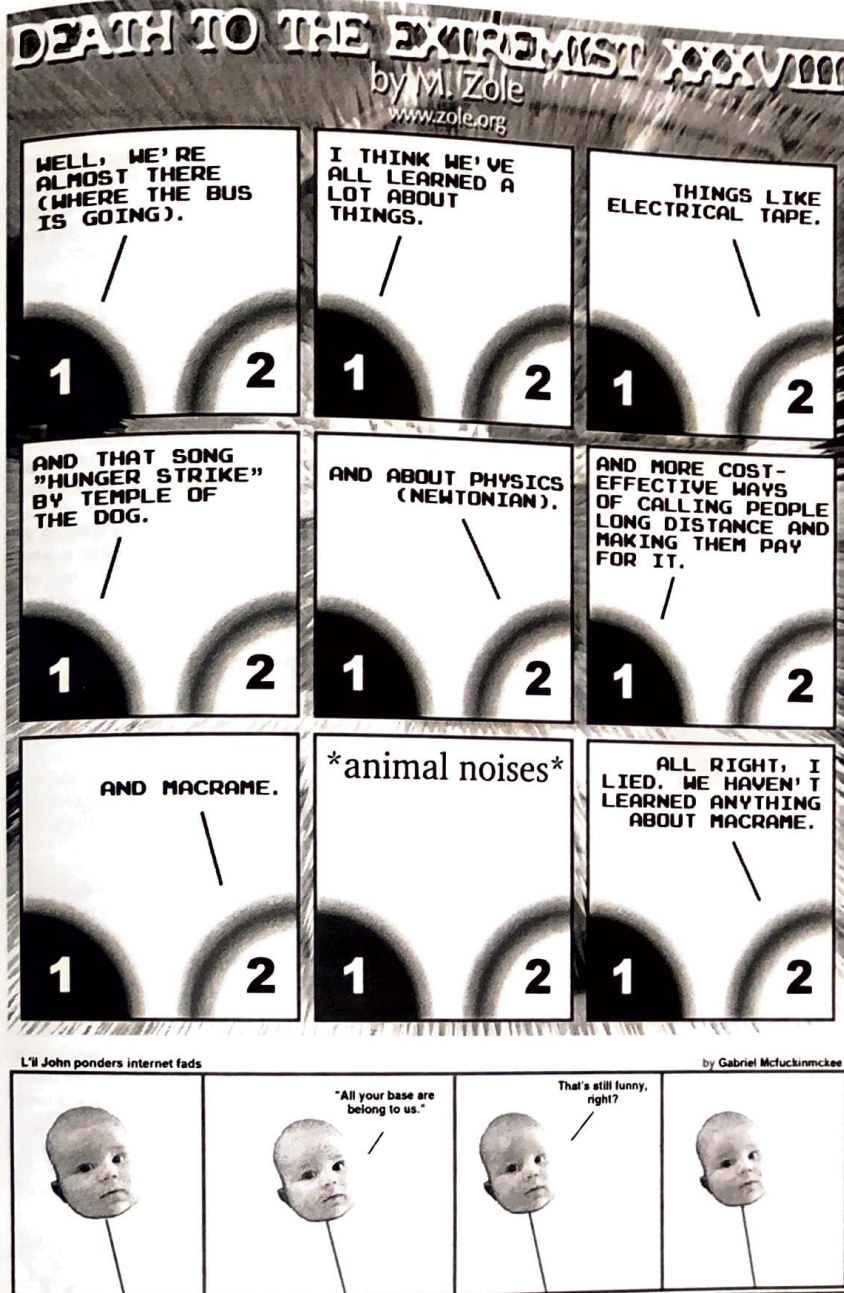 DEATH TO THE EXTREMIST XXXVIII
by M. Zole
www.zole.org
WELL, WE'RE
ALMOST THERE
(WHERE THE BUS
IS GOING).
1
2
I THINK WE'VE
ALL LEARNED A
LOT ABOUT
THINGS.
1
2
THINGS LIKE
ELECTRICAL TAPE.
1
2
AND THAT SONG
"HUNGER STRIKE"
BY TEMPLE OF
THE DOG.
1
2
AND ABOUT PHYSICS
(NEWTONIAN).
1
2
AND MORE COST-
EFFECTIVE WAYS
OF CALLING PEOPLE
LONG DISTANCE AND
MAKING THEM PAY
FOR IT.
1
2
AND MACRAME.
1
2
*animal noises*
1
2
ALL RIGHT, I
LIED. WE HAVEN'T
LEARNED ANYTHING
ABOUT MACRAME.
1
2
L'il John ponders internet fads
by Gabriel Mcfuckinmckee
"All your base are
belong to us."
That's still funny,
right?